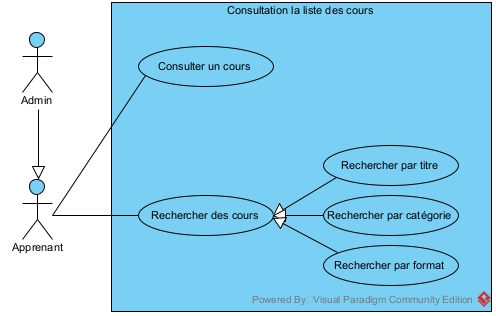 Consultation la liste des cours
Consulter un cours
Admin
Rechercher par titre
Rechercher des cours
Rechercher par catégorie
Apprenant
Rechercher par format
Powered By Visual Paradigm Community Edition